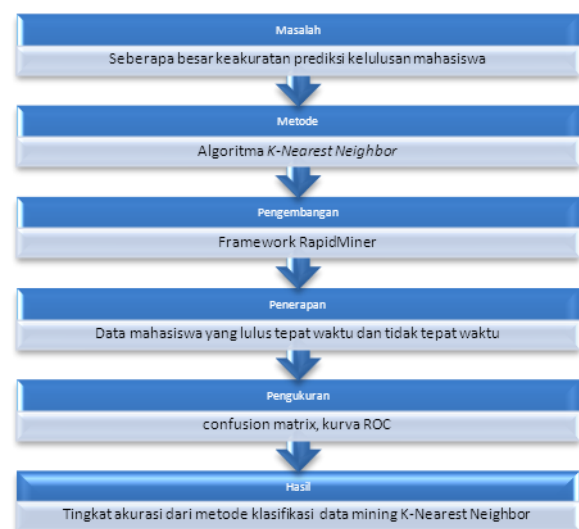 Masalah
Seberapa besar keakuratan prediksi kelulusan mahasiswa
Metode
Algoritma K-Nearest Neighbor
Pengembangan
Framework RapidMiner
Penerapan
Data mahasiswa yang lulus tepat waktu dan tidak tepat waktu
Pengukuran
confusion matrix, kurva ROC
Hasil
Tingkat akurasi dari metode klasifikasi data mining K-Nearest Neighbor